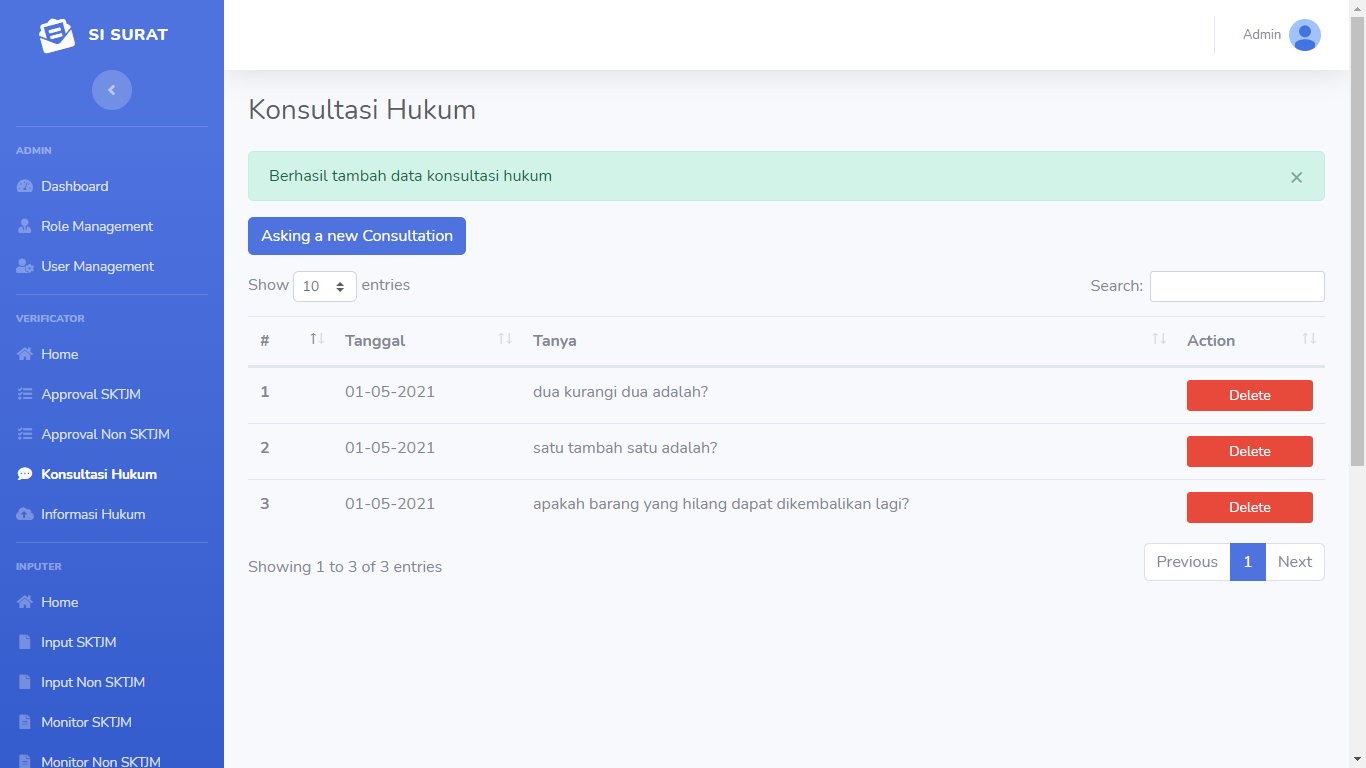 SI SURAT
Admin
ADMIN
Dashboard
Role Management
User Management
VERIFICATOR
Home
Approval SKTJM
Approval Non SKTJM
Konsultasi Hukum
Informasi Hukum
INPUTER
Home
Input SKTJM
Input Non SKTJM
Monitor SKTJM
Monitor Non SKTJM
Konsultasi Hukum
Berhasil tambah data konsultasi hukum ×
Asking a new Consultation
Show 10 entries Search:
# Tanggal Tanya Action
1 01-05-2021 dua kurangi dua adalah? Delete
2 01-05-2021 satu tambah satu adalah? Delete
3 01-05-2021 apakah barang yang hilang dapat dikembalikan lagi? Delete
Showing 1 to 3 of 3 entries Previous 1 Next